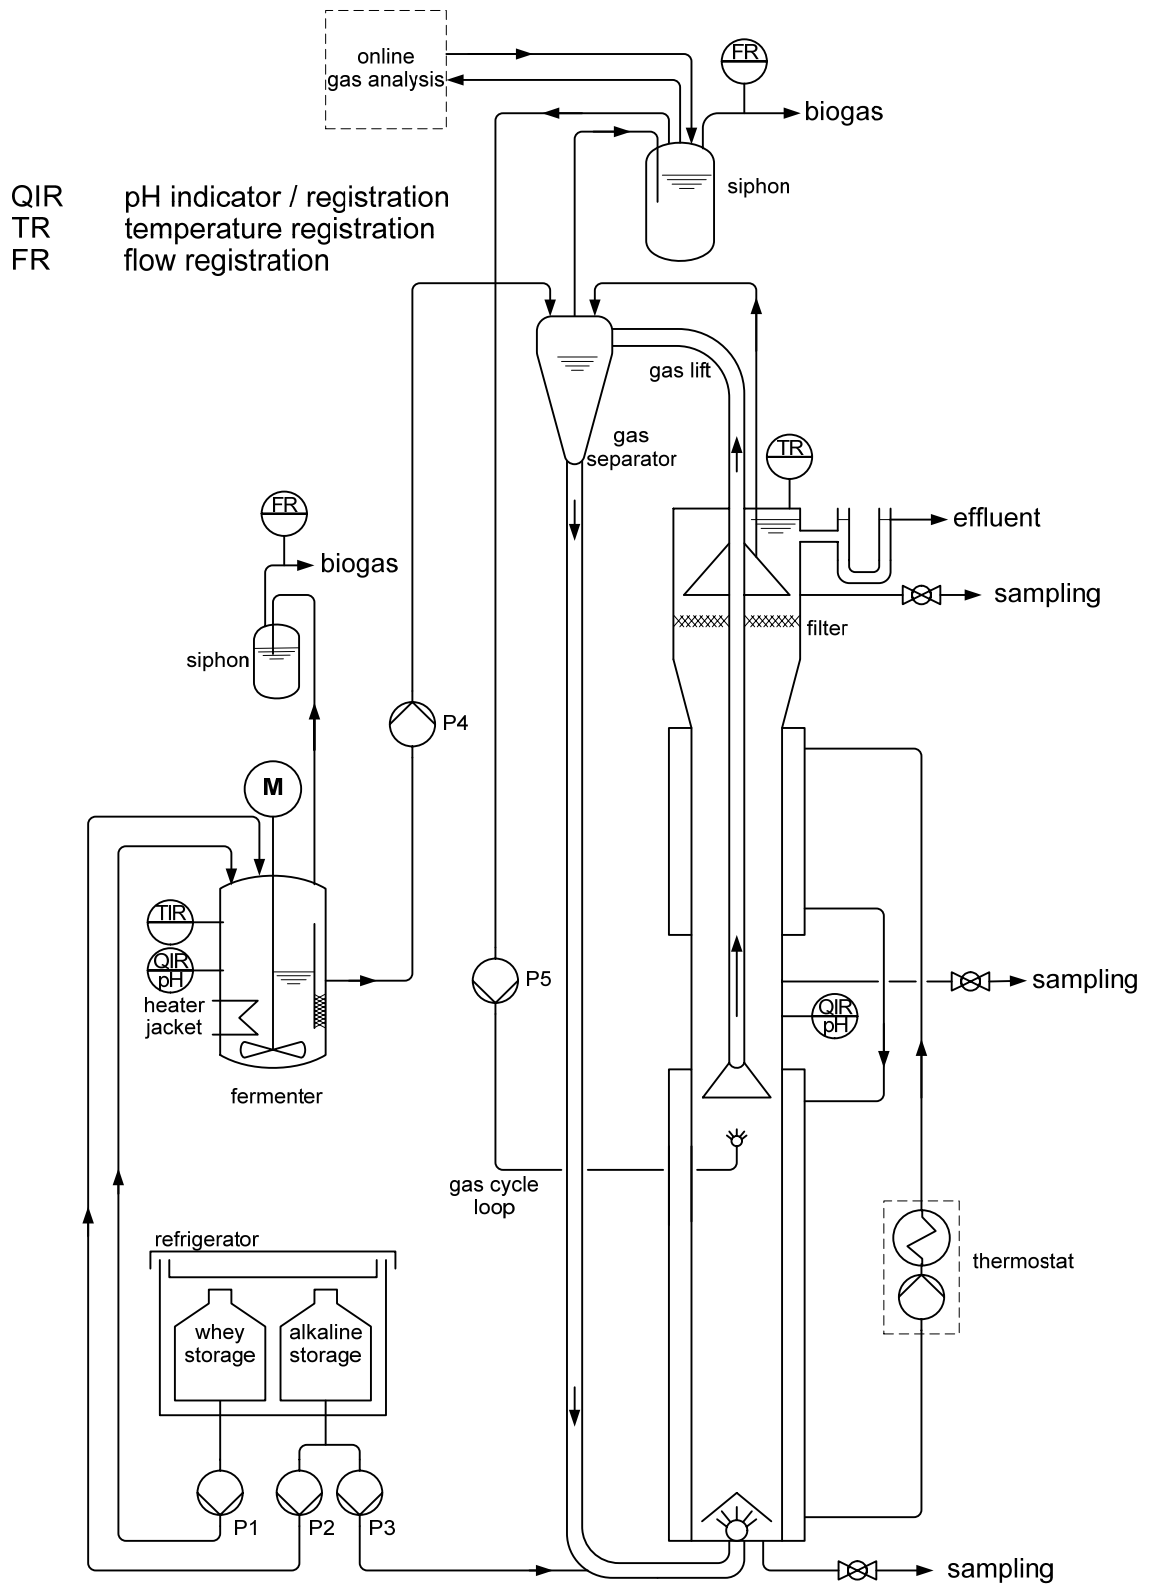 online
gas analysis
FR
biogas
siphon
QIR pH indicator / registration
TR temperature registration
FR flow registration
gas lift
gas
separator
TR
FR
effluent
biogas
sampling
filter
siphon
P4
M
TIR
QIR
pH
heater
jacket
P5
sampling
QIR
pH
fermenter
gas cycle
loop
refrigerator
thermostat
whey
storage
alkaline
storage
P1
P2
P3
sampling